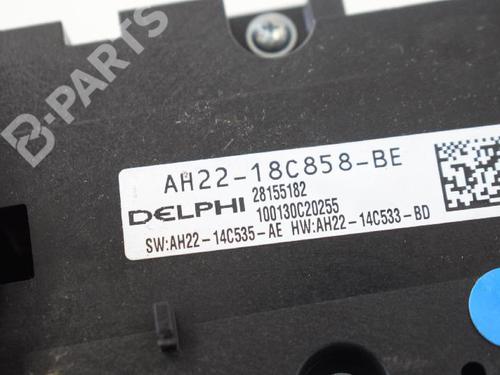 B-PARTS
AH22-18C858-BE
28155182
DELPHI
100130C20255
SW:AH22-14C535-AE HW:AH22-14C533-BD